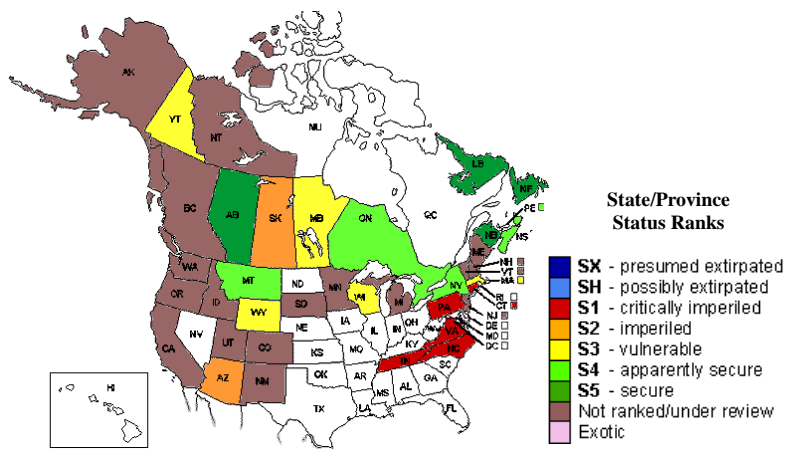 AK
YT
NT
NU
BC
AB
SK
MB
ON
QC
LB
NF
PE
NB
NS
ME
NH
VT
MA
RI
CT
NJ
DE
MD
DC
WA
OR
ID
MT
ND
MN
WI
MI
NY
PA
SD
WY
NE
IA
IL
IN
OH
WV
VA
NV
UT
CO
KS
MO
KY
NC
CA
AZ
NM
OK
AR
TN
SC
TX
LA
MS
AL
GA
FL
HI
State/Province
Status Ranks
SX - presumed extirpated
SH - possibly extirpated
S1 - critically imperiled
S2 - imperiled
S3 - vulnerable
S4 - apparently secure
S5 - secure
Not ranked/under review
Exotic